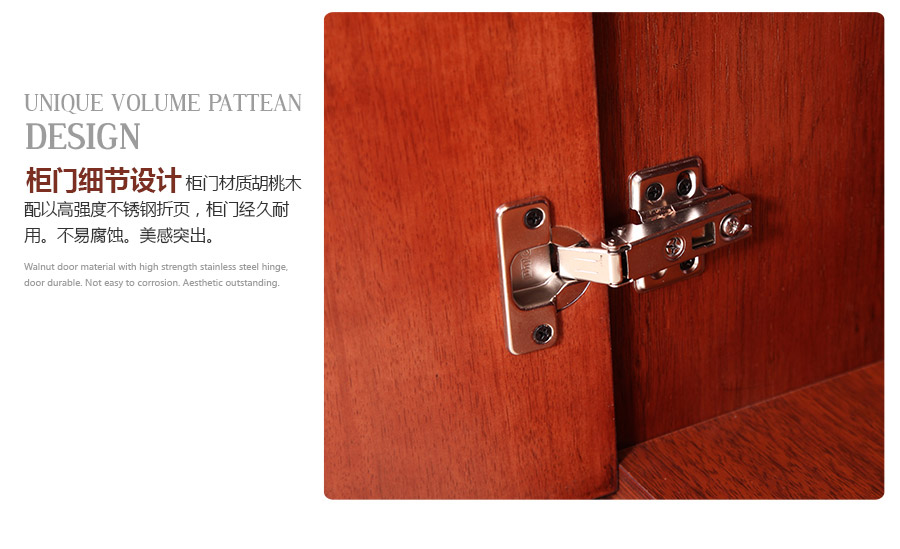 UNIQUE VOLUME PATTEAN
DESIGN
柜门细节设计 柜门材质胡桃木
配以高强度不锈钢折页，柜门经久耐
用。不易腐蚀。美感突出。
Walnut door material with high strength stainless steel hinge,
door durable. Not easy to corrosion. Aesthetic outstanding.